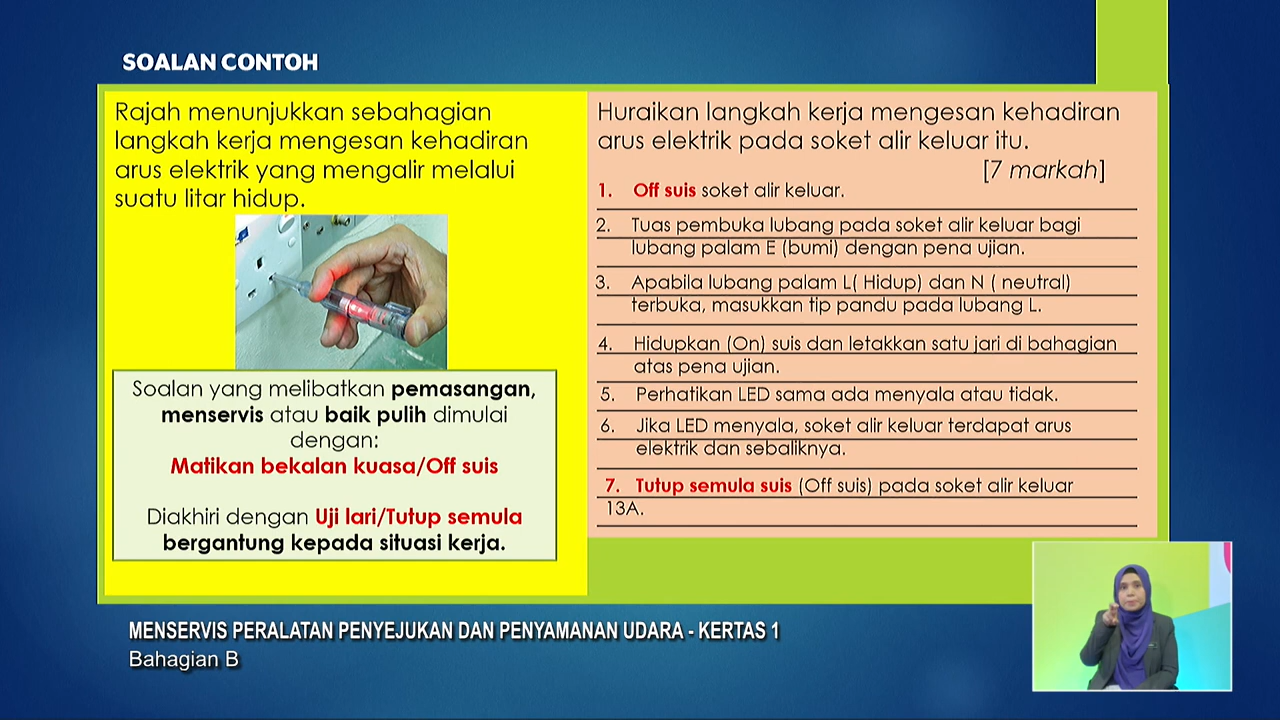 SOALAN CONTOH
Rajah menunjukkan sebahagian
langkah kerja mengesan kehadiran
arus elektrik yang mengalir melalui
suatu litar hidup.
Soalan yang melibatkan pemasangan,
menservis atau baik pulih dimulai
dengan:
Matikan bekalan kuasa/Off suis
Diakhiri dengan Uji lari/Tutup semula
bergantung kepada situasi kerja.
Huraikan langkah kerja mengesan kehadiran
arus elektrik pada soket alir keluar itu.
[7 markah]
1. Off suis soket alir keluar.
2. Tuas pembuka lubang pada soket alir keluar bagi
lubang palam E (bumi) dengan pena ujian.
3. Apabila lubang palam L( Hidup) dan N ( neutral)
terbuka, masukkan tip pandu pada lubang L.
4. Hidupkan (On) suis dan letakkan satu jari di bahagian
atas pena ujian.
5. Perhatikan LED sama ada menyala atau tidak.
6. Jika LED menyala, soket alir keluar terdapat arus
elektrik dan sebaliknya.
7. Tutup semula suis (Off suis) pada soket alir keluar
13A.
MENSERVIS PERALATAN PENYEJUKAN DAN PENYAMANAN UDARA - KERTAS 1
Bahagian B